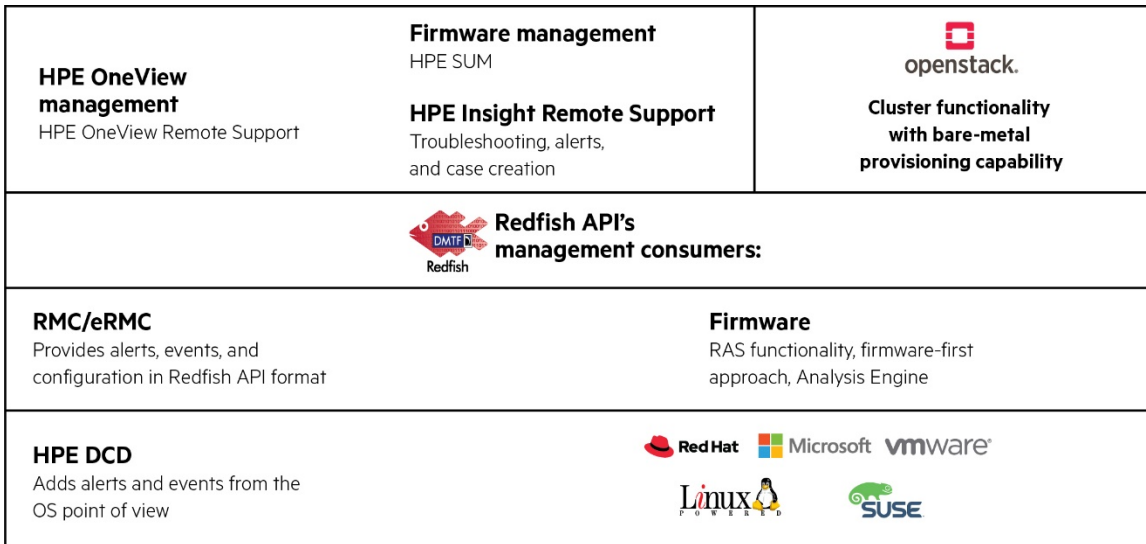 HPE OneView
management
HPE OneView Remote Support
Firmware management
HPE SUM
HPE Insight Remote Support
Troubleshooting, alerts,
and case creation
openstack.
Cluster functionality
with bare-metal
provisioning capability
DMTF
Redfish
Redfish API's
management consumers:
RMC/eRMC
Provides alerts, events, and
configuration in Redfish API format
Firmware
RAS functionality, firmware-first
approach, Analysis Engine
HPE DCD
Adds alerts and events from the
OS point of view
Red Hat
Microsoft
vmware®
Linux
POWERED
SUSE